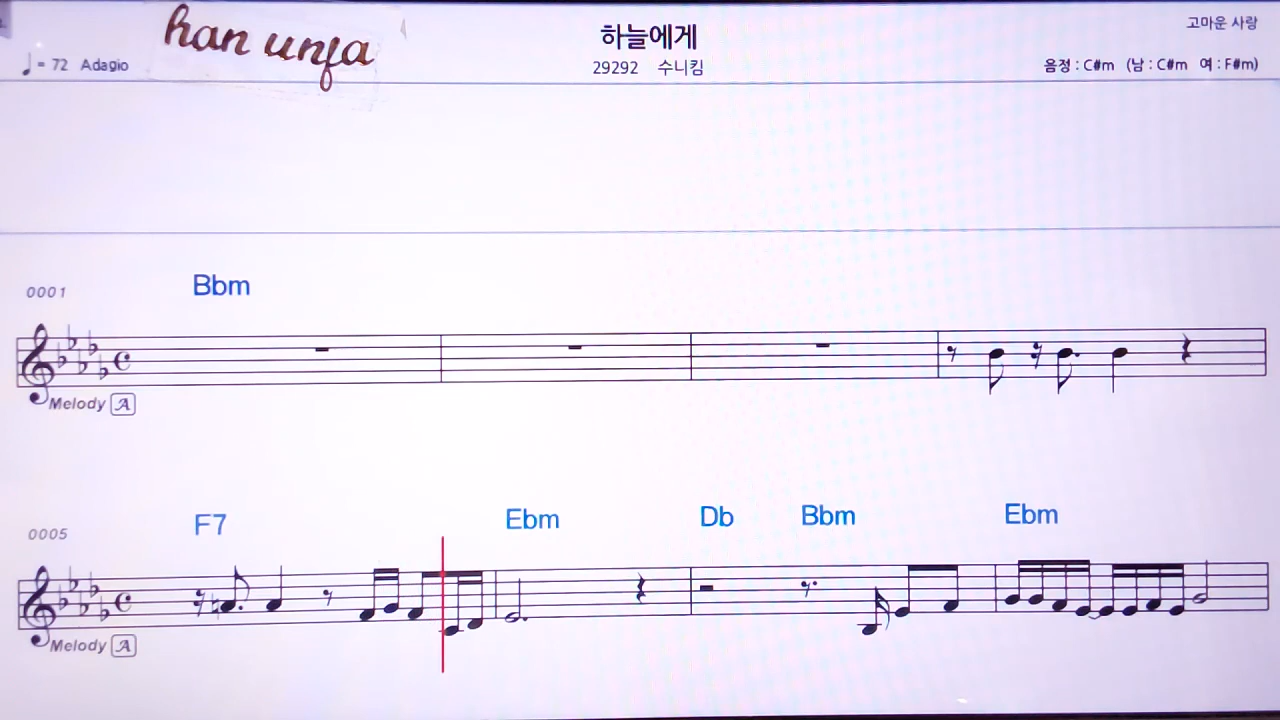 han unja
하늘에게
고마운 사랑
♩ = 72 Adagio
29292 수니킴
음정 : C#m (남 : C#m 여 : F#m)
0001
Bbm
Melody A
0005
F7 Ebm Db Bbm Ebm
Melody A